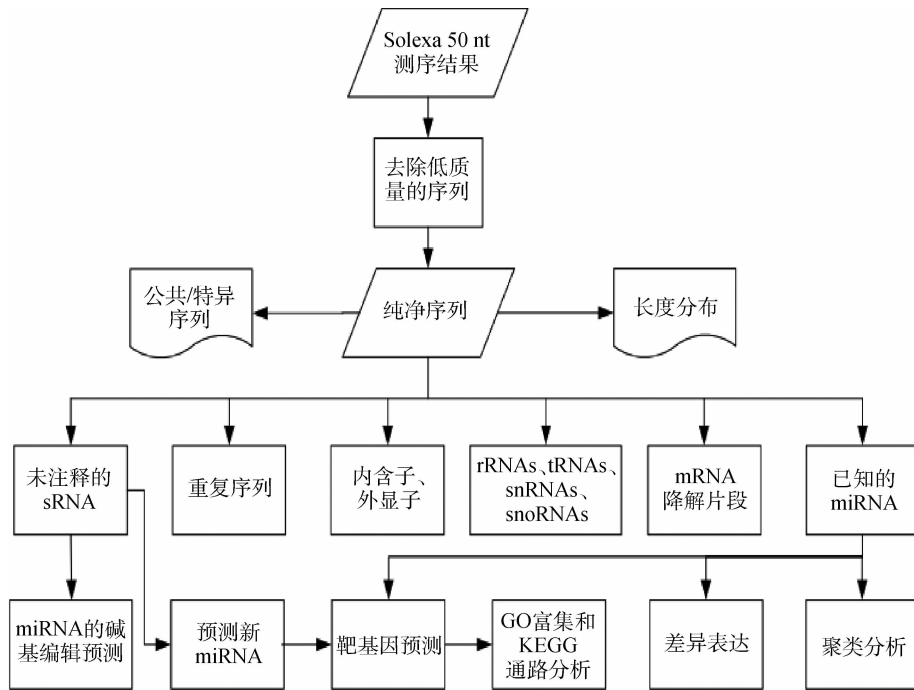 Solexa 50 nt
测序结果
去除低质
量的序列
公共/特异
序列
纯净序列
长度分布
未注释的
sRNA
重复序列
内含子、
外显子
rRNAs、tRNAs、
snRNAs、
snoRNAs
mRNA
降解片段
已知的
miRNA
miRNA的碱
基编辑预测
预测新
miRNA
靶基因预测
GO富集和
KEGG
通路分析
差异表达
聚类分析